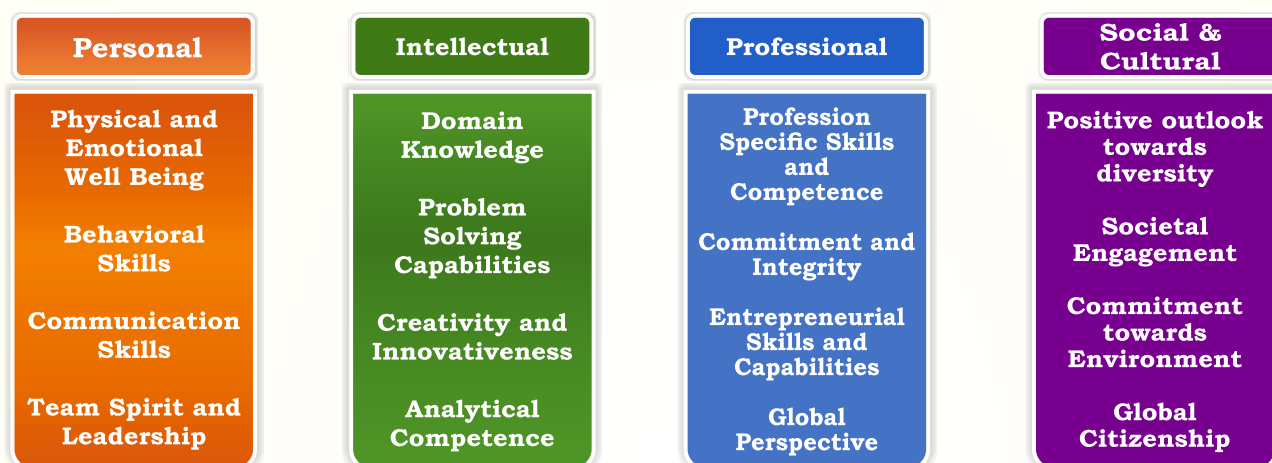 Personal
Physical and
Emotional
Well Being
Behavioral
Skills
Communication
Skills
Team Spirit and
Leadership
Intellectual
Domain
Knowledge
Problem
Solving
Capabilities
Creativity and
Innovativeness
Analytical
Competence
Professional
Profession
Specific Skills
and
Competence
Commitment and
Integrity
Entrepreneurial
Skills and
Capabilities
Global
Perspective
Social &
Cultural
Positive outlook
towards
diversity
Societal
Engagement
Commitment
towards
Environment
Global
Citizenship